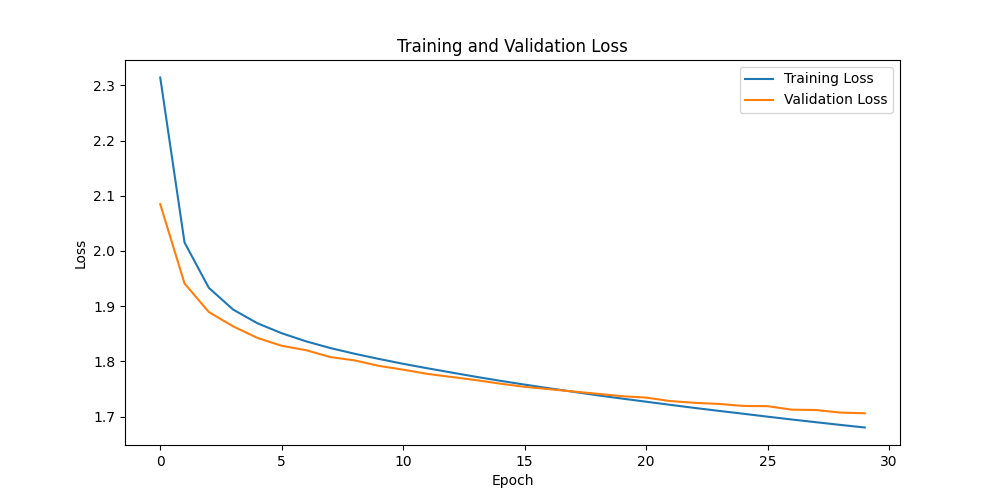 Training and Validation Loss
Training Loss
Validation Loss
2.3
2.2
2.1
2.0
1.9
1.8
1.7
Loss
0 5 10 15 20 25 30
Epoch